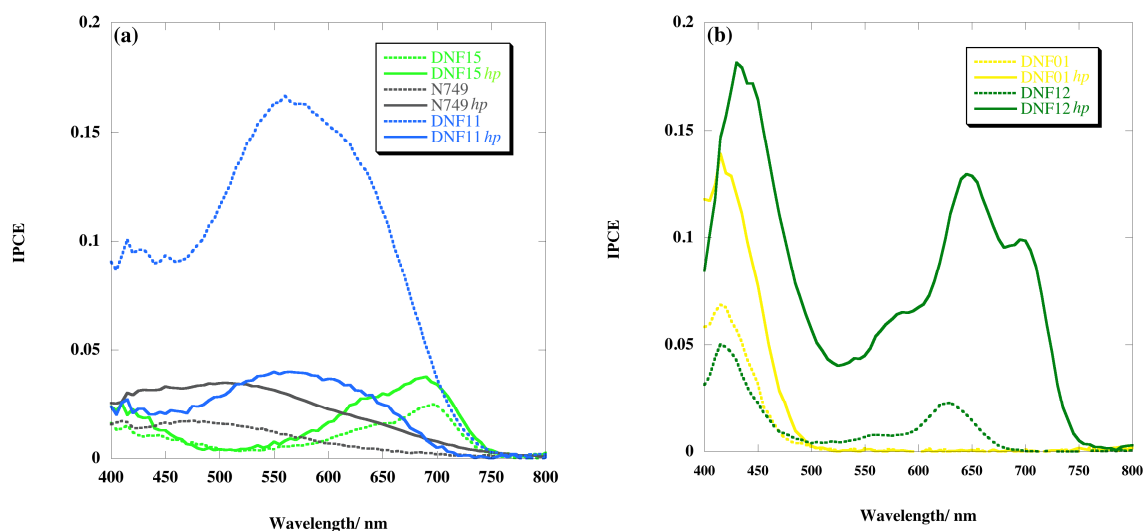 (a)
0.2
0.15
0.1
0.05
0
IPCE
DNF15
DNF15 hp
N749
N749 hp
DNF11
DNF11 hp
400 450 500 550 600 650 700 750 800
Wavelength/ nm
(b)
0.2
0.15
0.1
0.05
0
IPCE
DNF01
DNF01 hp
DNF12
DNF12 hp
400 450 500 550 600 650 700 750 800
Wavelength/ nm